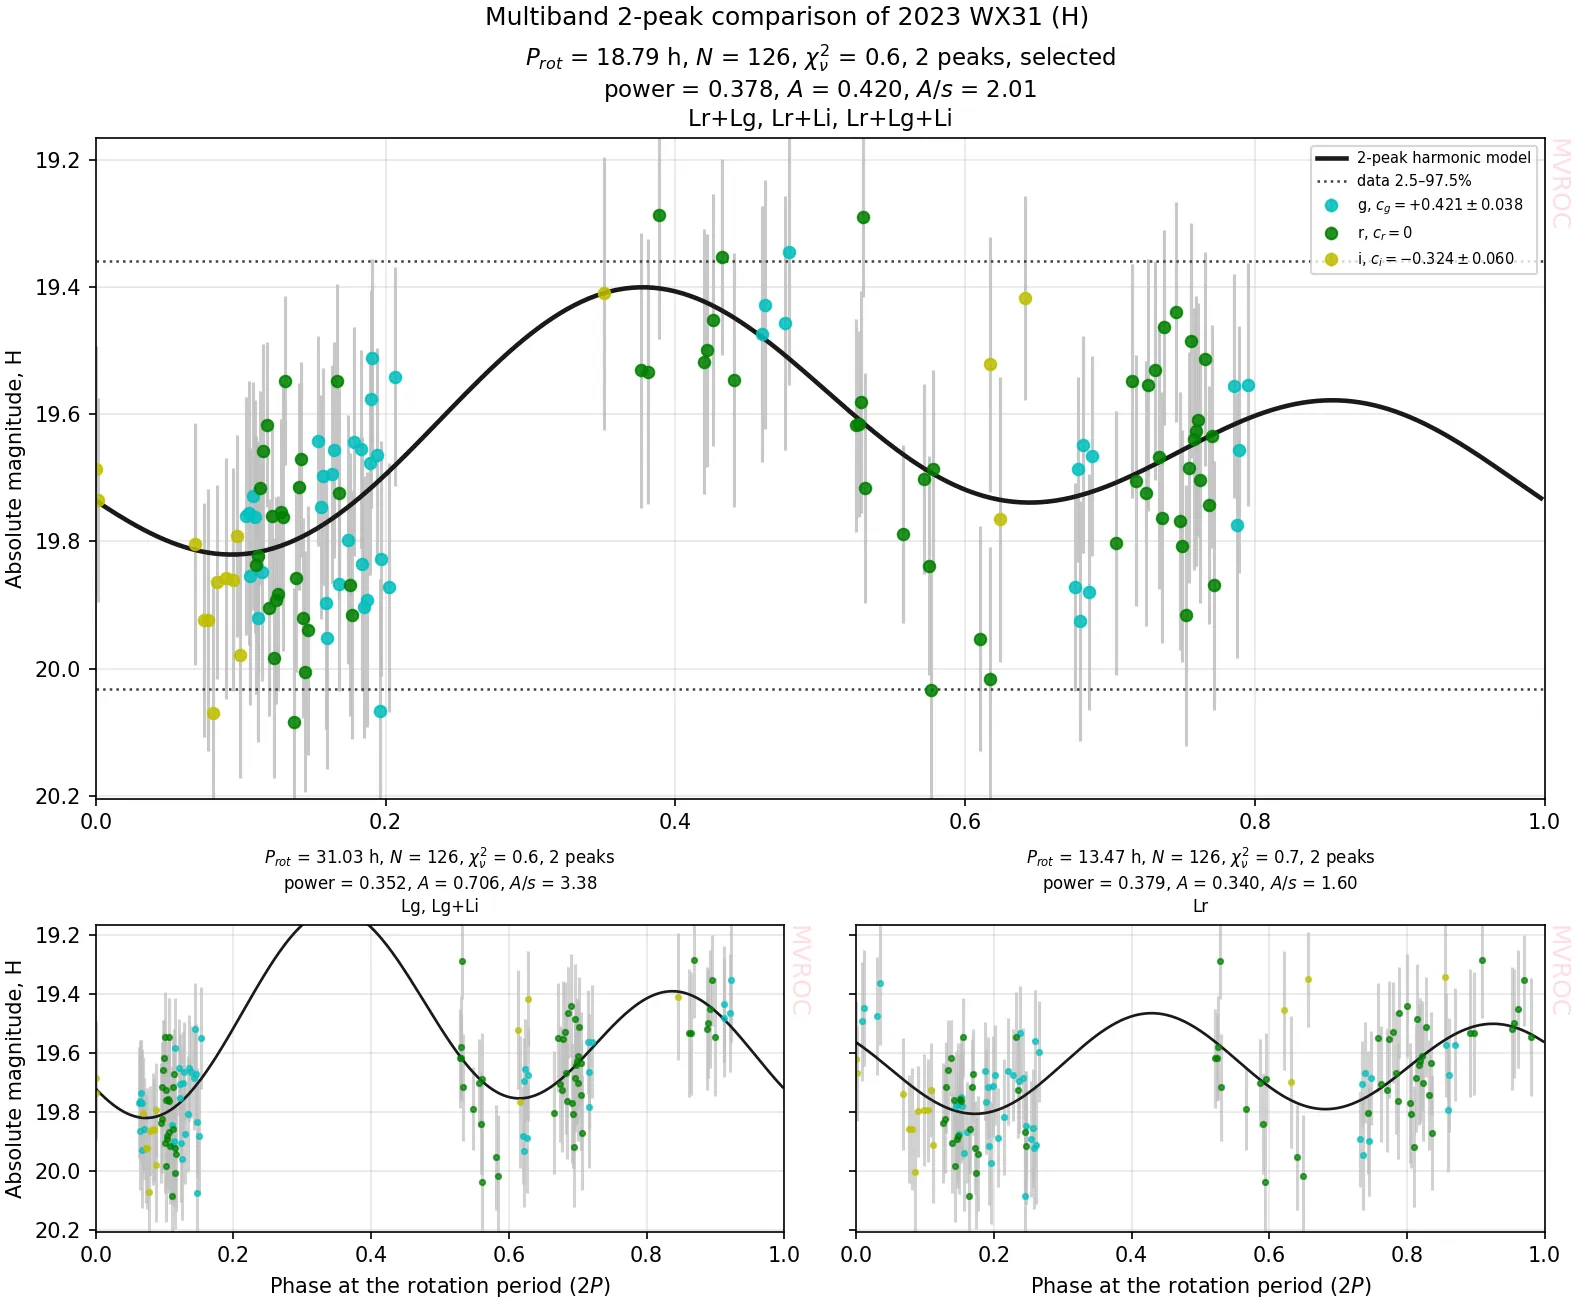 Multiband 2-peak comparison of 2023 WX31 (H)
P_rot = 18.79 h, N = 126, χ²_ν = 0.6, 2 peaks, selected
power = 0.378, A = 0.420, A/s = 2.01
Lr+Lg, Lr+Li, Lr+Lg+Li
Absolute magnitude, H
19.2
19.4
19.6
19.8
20.0
20.2
0.0 0.2 0.4 0.6 0.8 1.0
2-peak harmonic model
data 2.5–97.5%
g, c_g = +0.421 ± 0.038
r, c_r = 0
i, c_i = −0.324 ± 0.060
MVROC
P_rot = 31.03 h, N = 126, χ²_ν = 0.6, 2 peaks
power = 0.352, A = 0.706, A/s = 3.38
Lg, Lg+Li
Absolute magnitude, H
19.2
19.4
19.6
19.8
20.0
20.2
0.0 0.2 0.4 0.6 0.8 1.0
Phase at the rotation period (2P)
MVROC
P_rot = 13.47 h, N = 126, χ²_ν = 0.7, 2 peaks
power = 0.379, A = 0.340, A/s = 1.60
Lr
0.0 0.2 0.4 0.6 0.8 1.0
Phase at the rotation period (2P)
MVROC